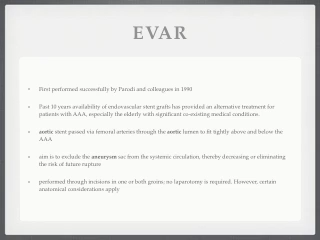 EVAR
First performed successfully by Parodi and colleagues in 1990
Past 10 years availability of endovascular stent grafts has provided an alternative treatment for
patients with AAA, especially the elderly with significant co-existing medical conditions.
aortic stent passed via femoral arteries through the aortic lumen to fit tightly above and below the
AAA
aim is to exclude the aneurysm sac from the systemic circulation, thereby decreasing or eliminating
the risk of future rupture
performed through incisions in one or both groins; no laparotomy is required. However, certain
anatomical considerations apply